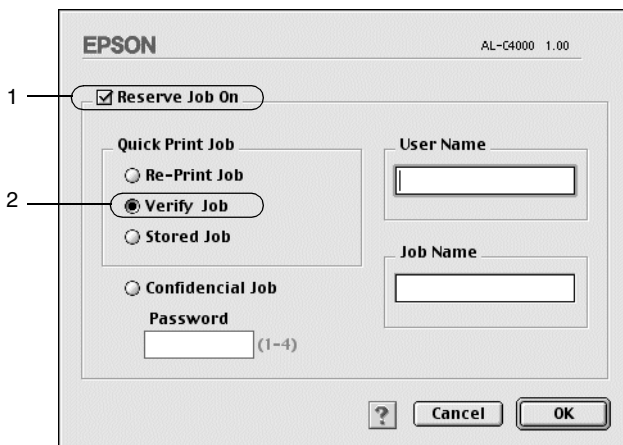 EPSON AL-C4000 1.00
1 Reserve Job On
Quick Print Job
Re-Print Job
2 Verify Job
Stored Job
Confidencial Job
Password
(1-4)
User Name
Job Name
? Cancel OK